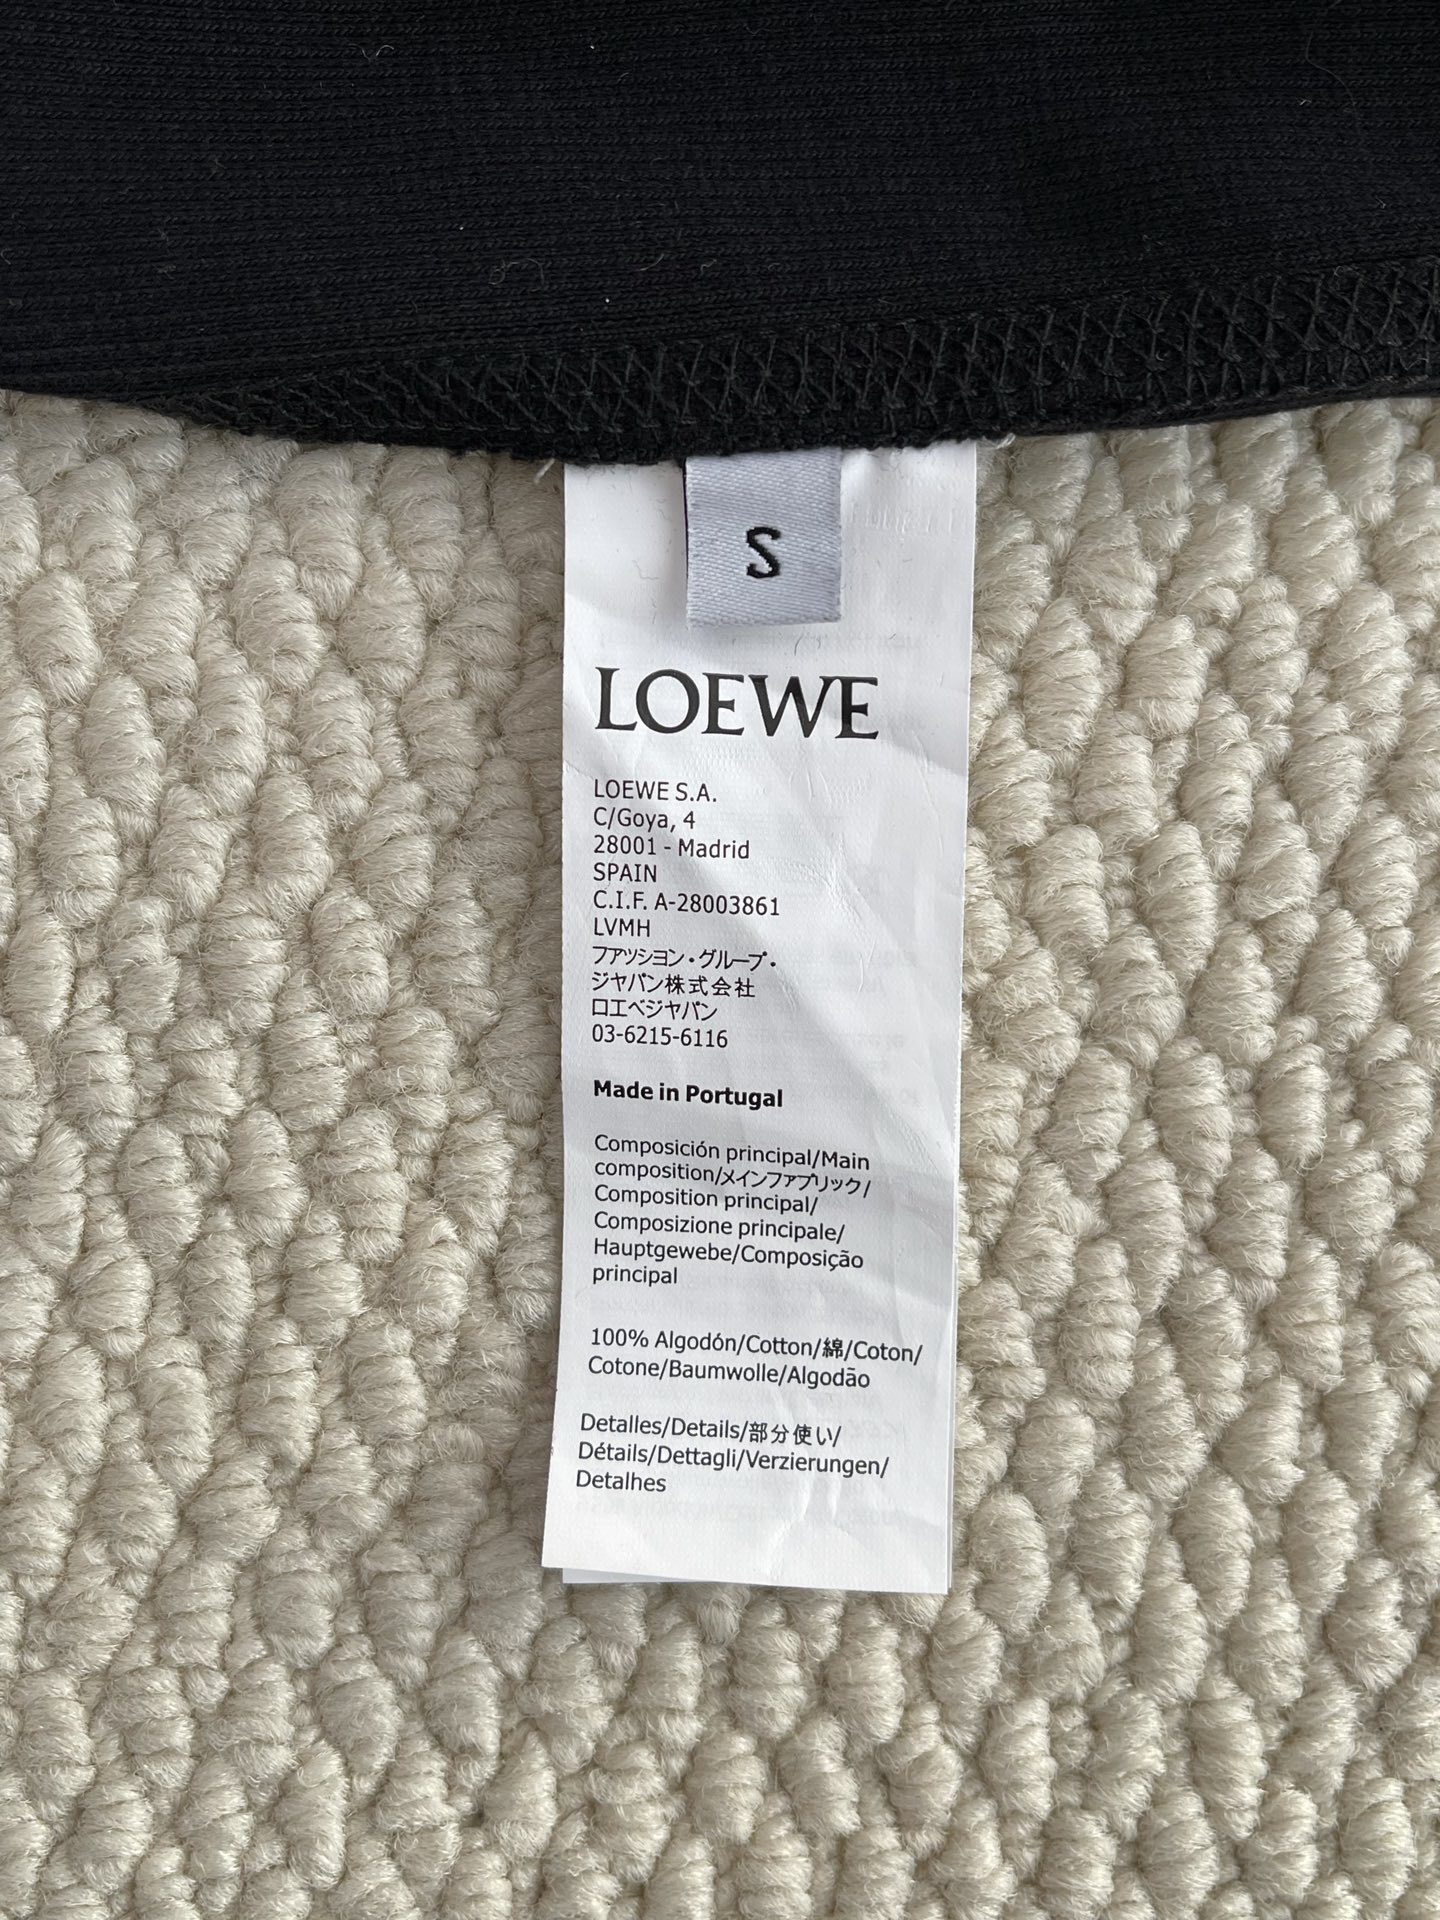 S
LOEWE
LOEWE S.A.
C/Goya, 4
28001 - Madrid
SPAIN
C.I.F. A-28003861
LVMH
ファッション・グループ・
ジャパン株式会社
ロエベジャパン
03-6215-6116
Made in Portugal
Composición principal/Main
composition/メインファブリック/
Composition principal/
Composizione principale/
Hauptgewebe/Composição
principal
100% Algodón/Cotton/綿/Coton/
Cotone/Baumwolle/Algodão
Detalles/Details/部分使い/
Détails/Dettagli/Verzierungen/
Detalhes